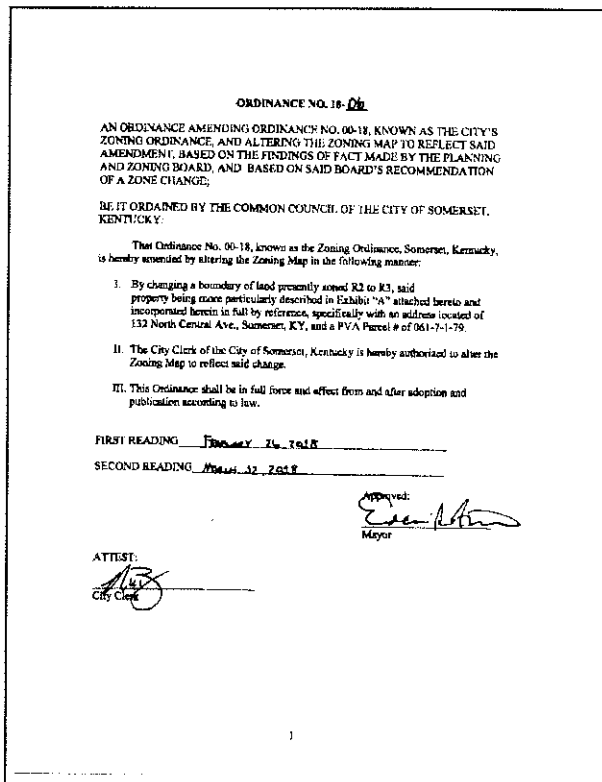 ORDINANCE NO. 18-06
AN ORDINANCE AMENDING ORDINANCE NO. 00-18, KNOWN AS THE CITY'S
ZONING ORDINANCE, AND ALTERING THE ZONING MAP TO REFLECT SAID
AMENDMENT, BASED ON THE FINDINGS OF FACT MADE BY THE PLANNING
AND ZONING BOARD, AND BASED ON SAID BOARD'S RECOMMENDATION
OF A ZONE CHANGE;
BE IT ORDAINED BY THE COMMON COUNCIL OF THE CITY OF SOMERSET,
KENTUCKY:
That Ordinance No. 00-18, known as the Zoning Ordinance, Somerset, Kentucky,
is hereby amended by altering the Zoning Map in the following manner:
I. By changing a boundary of land presently zoned R2 to R3, said
property being more particularly described in Exhibit "A" attached hereto and
incorporated herein in full by reference, specifically with an address located of
132 North Central Ave., Somerset, KY, and a PVA Parcel # of 061-7-1-79.
II. The City Clerk of the City of Somerset, Kentucky is hereby authorized to alter the
Zoning Map to reflect said change.
III. This Ordinance shall be in full force and effect from and after adoption and
publication according to law.
FIRST READING February 26, 2018
SECOND READING March 12 2018
Approved:
Mayor
ATTEST:
City Clerk
1